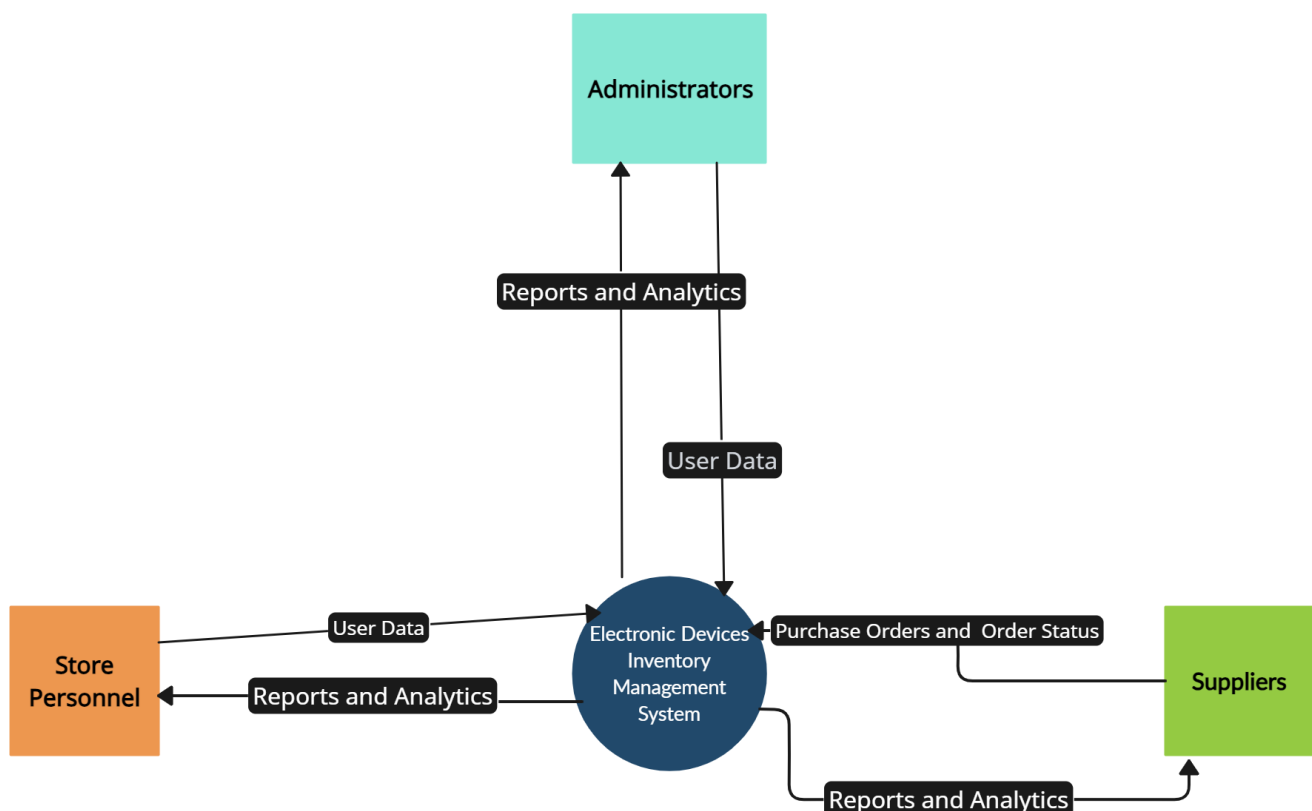 Administrators
Reports and Analytics
User Data
User Data
Electronic Devices
Inventory
Management
System
Purchase Orders and  Order Status
Store
Personnel
Reports and Analytics
Suppliers
Reports and Analytics